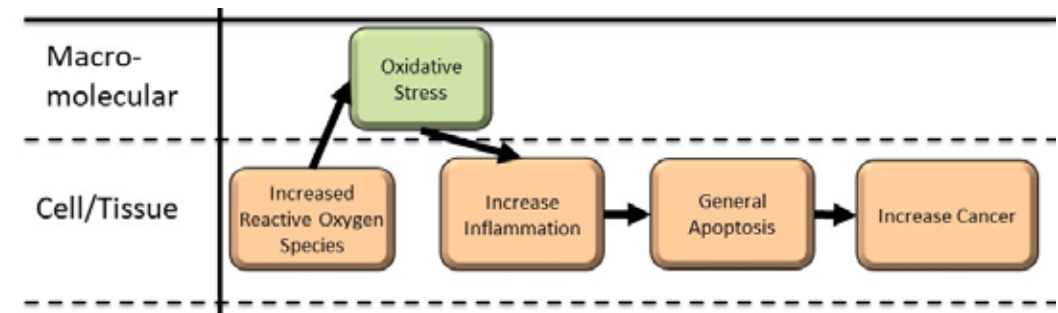 Macro-
molecular
Oxidative
Stress
Cell/Tissue
Increased
Reactive Oxygen
Species
Increase
Inflammation
General
Apoptosis
Increase Cancer